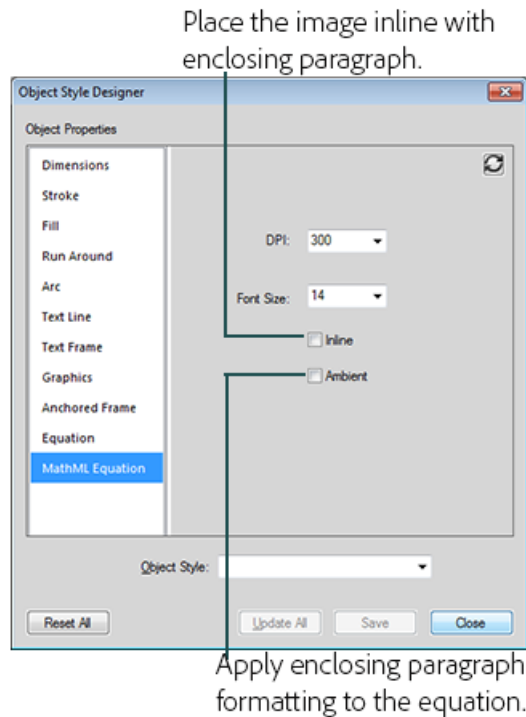 Place the image inline with
enclosing paragraph.
Object Style Designer
Object Properties
Dimensions
Stroke
Fill
Run Around
Arc
Text Line
Text Frame
Graphics
Anchored Frame
Equation
MathML Equation
DPI: 300
Font Size: 14
Inline
Ambient
Object Style:
Reset All Update All Save Close
Apply enclosing paragraph
formatting to the equation.